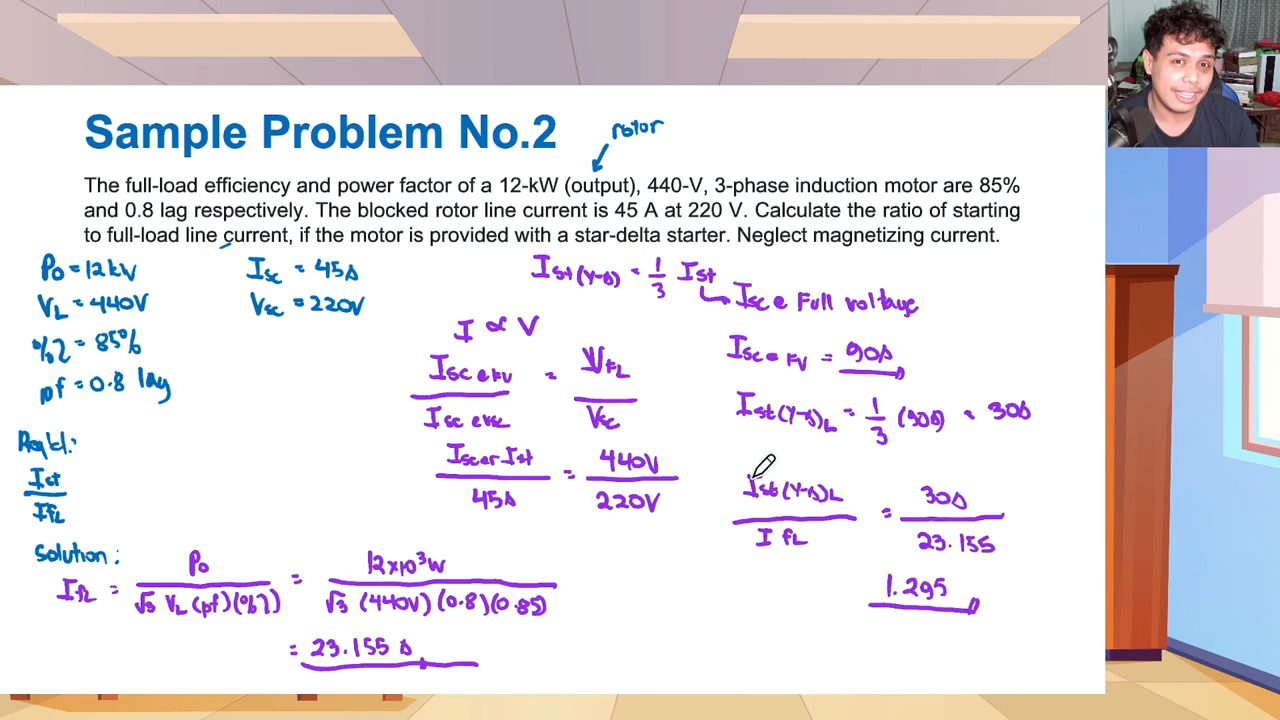 Sample Problem No.2
rotor
The full-load efficiency and power factor of a 12-kW (output), 440-V, 3-phase induction motor are 85%
and 0.8 lag respectively. The blocked rotor line current is 45 A at 220 V. Calculate the ratio of starting
to full-load line current, if the motor is provided with a star-delta starter. Neglect magnetizing current.
Po = 12kW
VL = 440V
%η = 85%
pf = 0.8 lag
Isc = 45A
Vsc = 220V
Req'd:
Ist
IfL
Ist(Y-Δ) = 1/3 Ist
Isc @ Full voltage
I ∝ V
Isc @ FV / Isc @ Vsc = VFL / Vsc
Isc or Ist / 45A = 440V / 220V
Isc @ FV = 90A
Ist(Y-Δ)L = 1/3 (90A) = 30A
Ist(Y-Δ)L / I fL = 30A / 23.155
1.295
Solution:
IfL = Po / √3 VL (pf)(%η) = 12x10³W / √3 (440V)(0.8)(0.85)
= 23.155 A